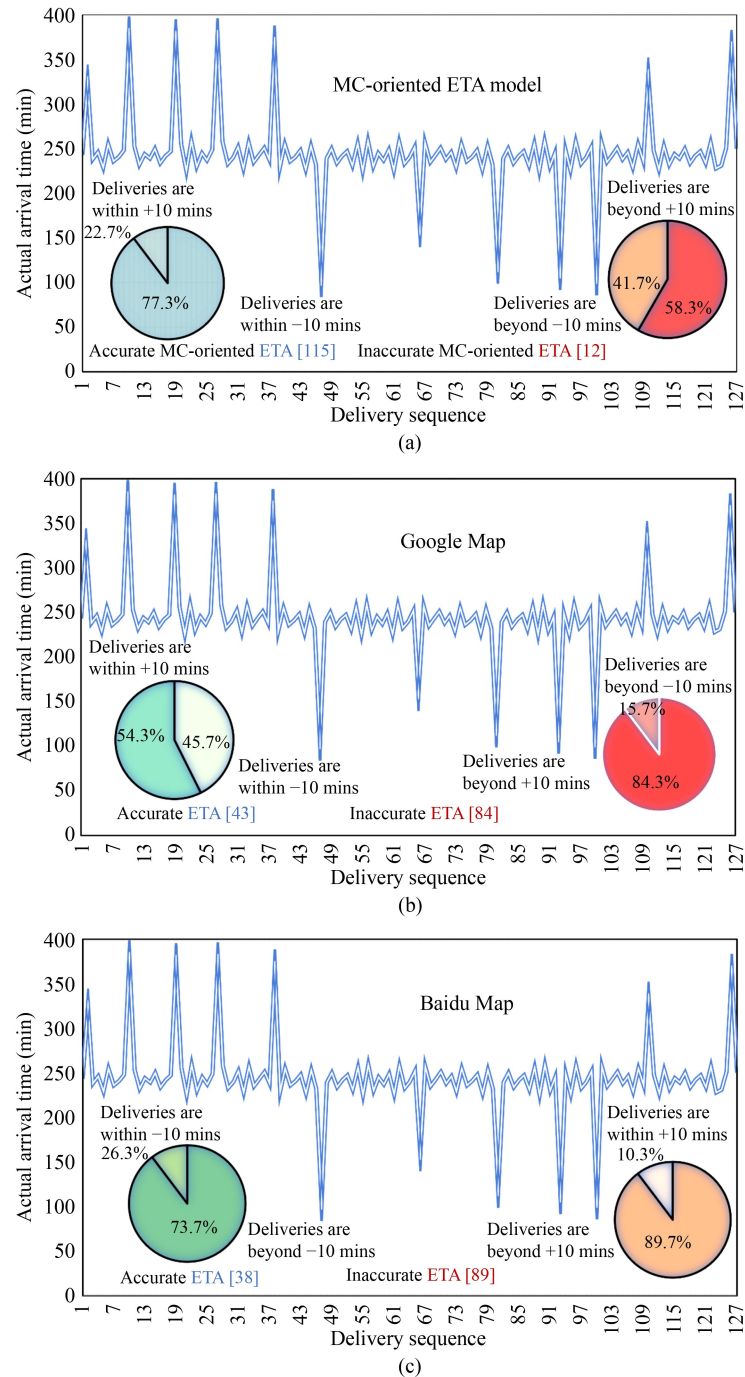 400
350
300
250
200
150
100
50
0
Actual arrival time (min)
MC-oriented ETA model
Deliveries are
within +10 mins
22.7%
77.3%
Deliveries are
within −10 mins
Accurate MC-oriented ETA [115]
Deliveries are
beyond +10 mins
41.7%
58.3%
Deliveries are
beyond −10 mins
Inaccurate MC-oriented ETA [12]
1 7 13 19 25 31 37 43 49 55 61 67 73 79 85 91 97 103 109 115 121 127
Delivery sequence
(a)
400
350
300
250
200
150
100
50
0
Actual arrival time (min)
Google Map
Deliveries are
within +10 mins
54.3%
45.7%
Deliveries are
within −10 mins
Accurate ETA [43]
Deliveries are
beyond −10 mins
15.7%
84.3%
Deliveries are
beyond +10 mins
Inaccurate ETA [84]
1 7 13 19 25 31 37 43 49 55 61 67 73 79 85 91 97 103 109 115 121 127
Delivery sequence
(b)
400
350
300
250
200
150
100
50
0
Actual arrival time (min)
Baidu Map
Deliveries are
within −10 mins
26.3%
73.7%
Deliveries are
beyond −10 mins
Accurate ETA [38]
Deliveries are
within +10 mins
10.3%
89.7%
Deliveries are
beyond +10 mins
Inaccurate ETA [89]
1 7 13 19 25 31 37 43 49 55 61 67 73 79 85 91 97 103 109 115 121 127
Delivery sequence
(c)